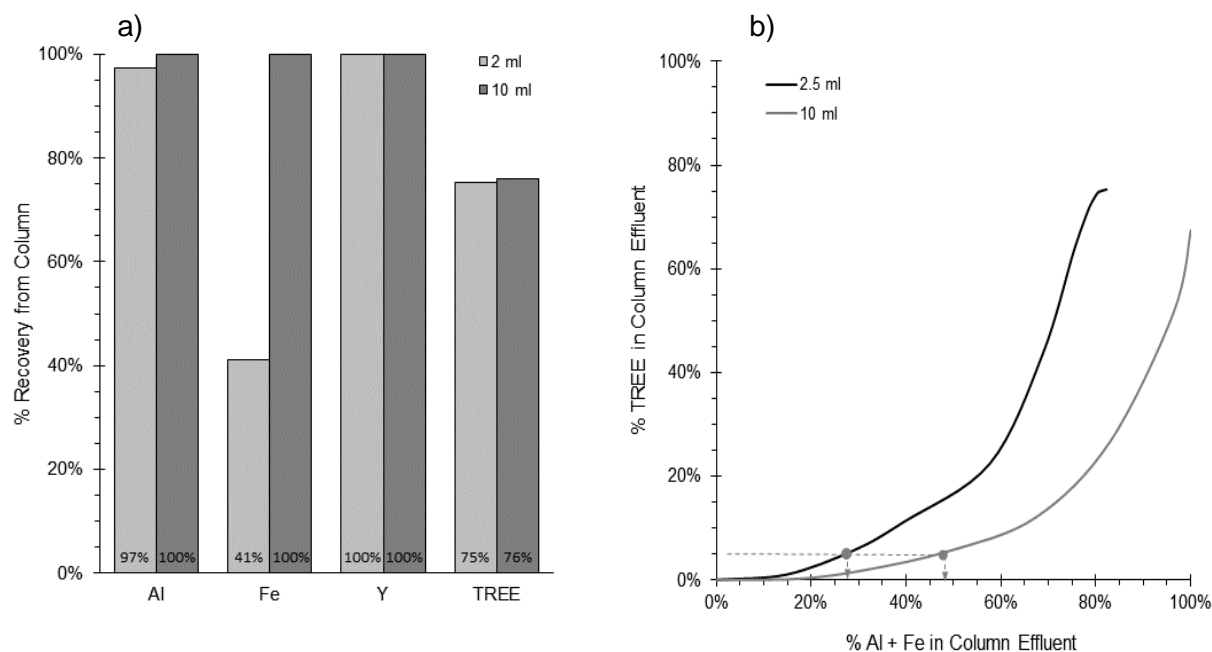 a)
100%
80%
60%
40%
20%
0%
% Recovery from Column
2 ml
10 ml
97%
100%
41%
100%
100%
100%
75%
76%
Al
Fe
Y
TREE
b)
100%
80%
60%
40%
20%
0%
% TREE in Column Effluent
2.5 ml
10 ml
0%
20%
40%
60%
80%
100%
% Al + Fe in Column Effluent